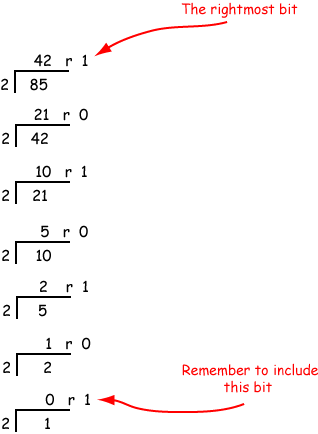 The rightmost bit
42 r 1
2 85
21 r 0
2 42
10 r 1
2 21
5 r 0
2 10
2 r 1
2 5
1 r 0
2 2
Remember to include
this bit
0 r 1
2 1